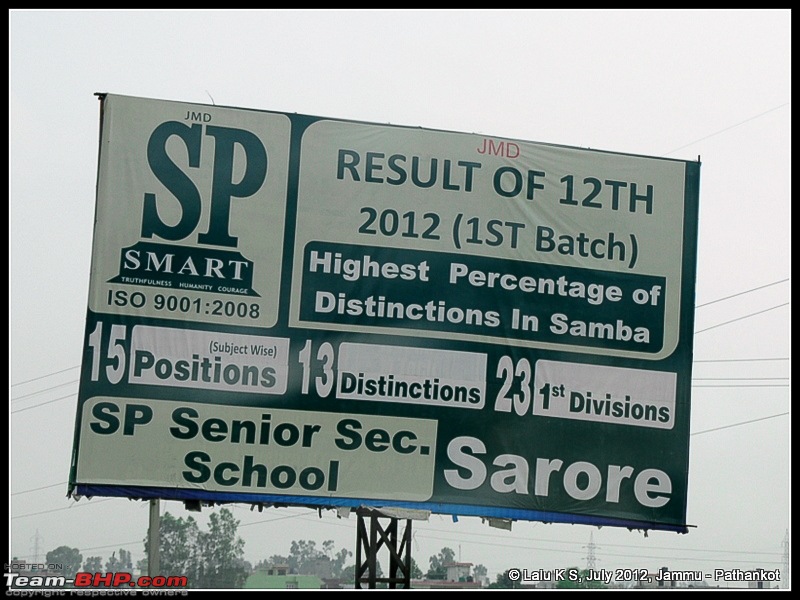 JMD
SP
SMART
TRUTHFULNESS HUMANITY COURAGE
ISO 9001:2008
JMD
RESULT OF 12TH
2012 (1ST Batch)
Highest Percentage of
Distinctions In Samba
15 (Subject Wise) Positions
13 Distinctions
23 1st Divisions
SP Senior Sec.
School
Sarore
HOSTED ON
Team-BHP.com
copyright respective owners
© Lalu K S, July 2012, Jammu - Pathankot